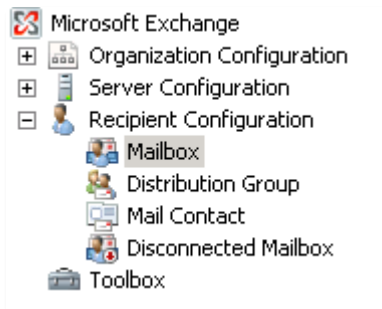 Microsoft Exchange
Organization Configuration
Server Configuration
Recipient Configuration
Mailbox
Distribution Group
Mail Contact
Disconnected Mailbox
Toolbox